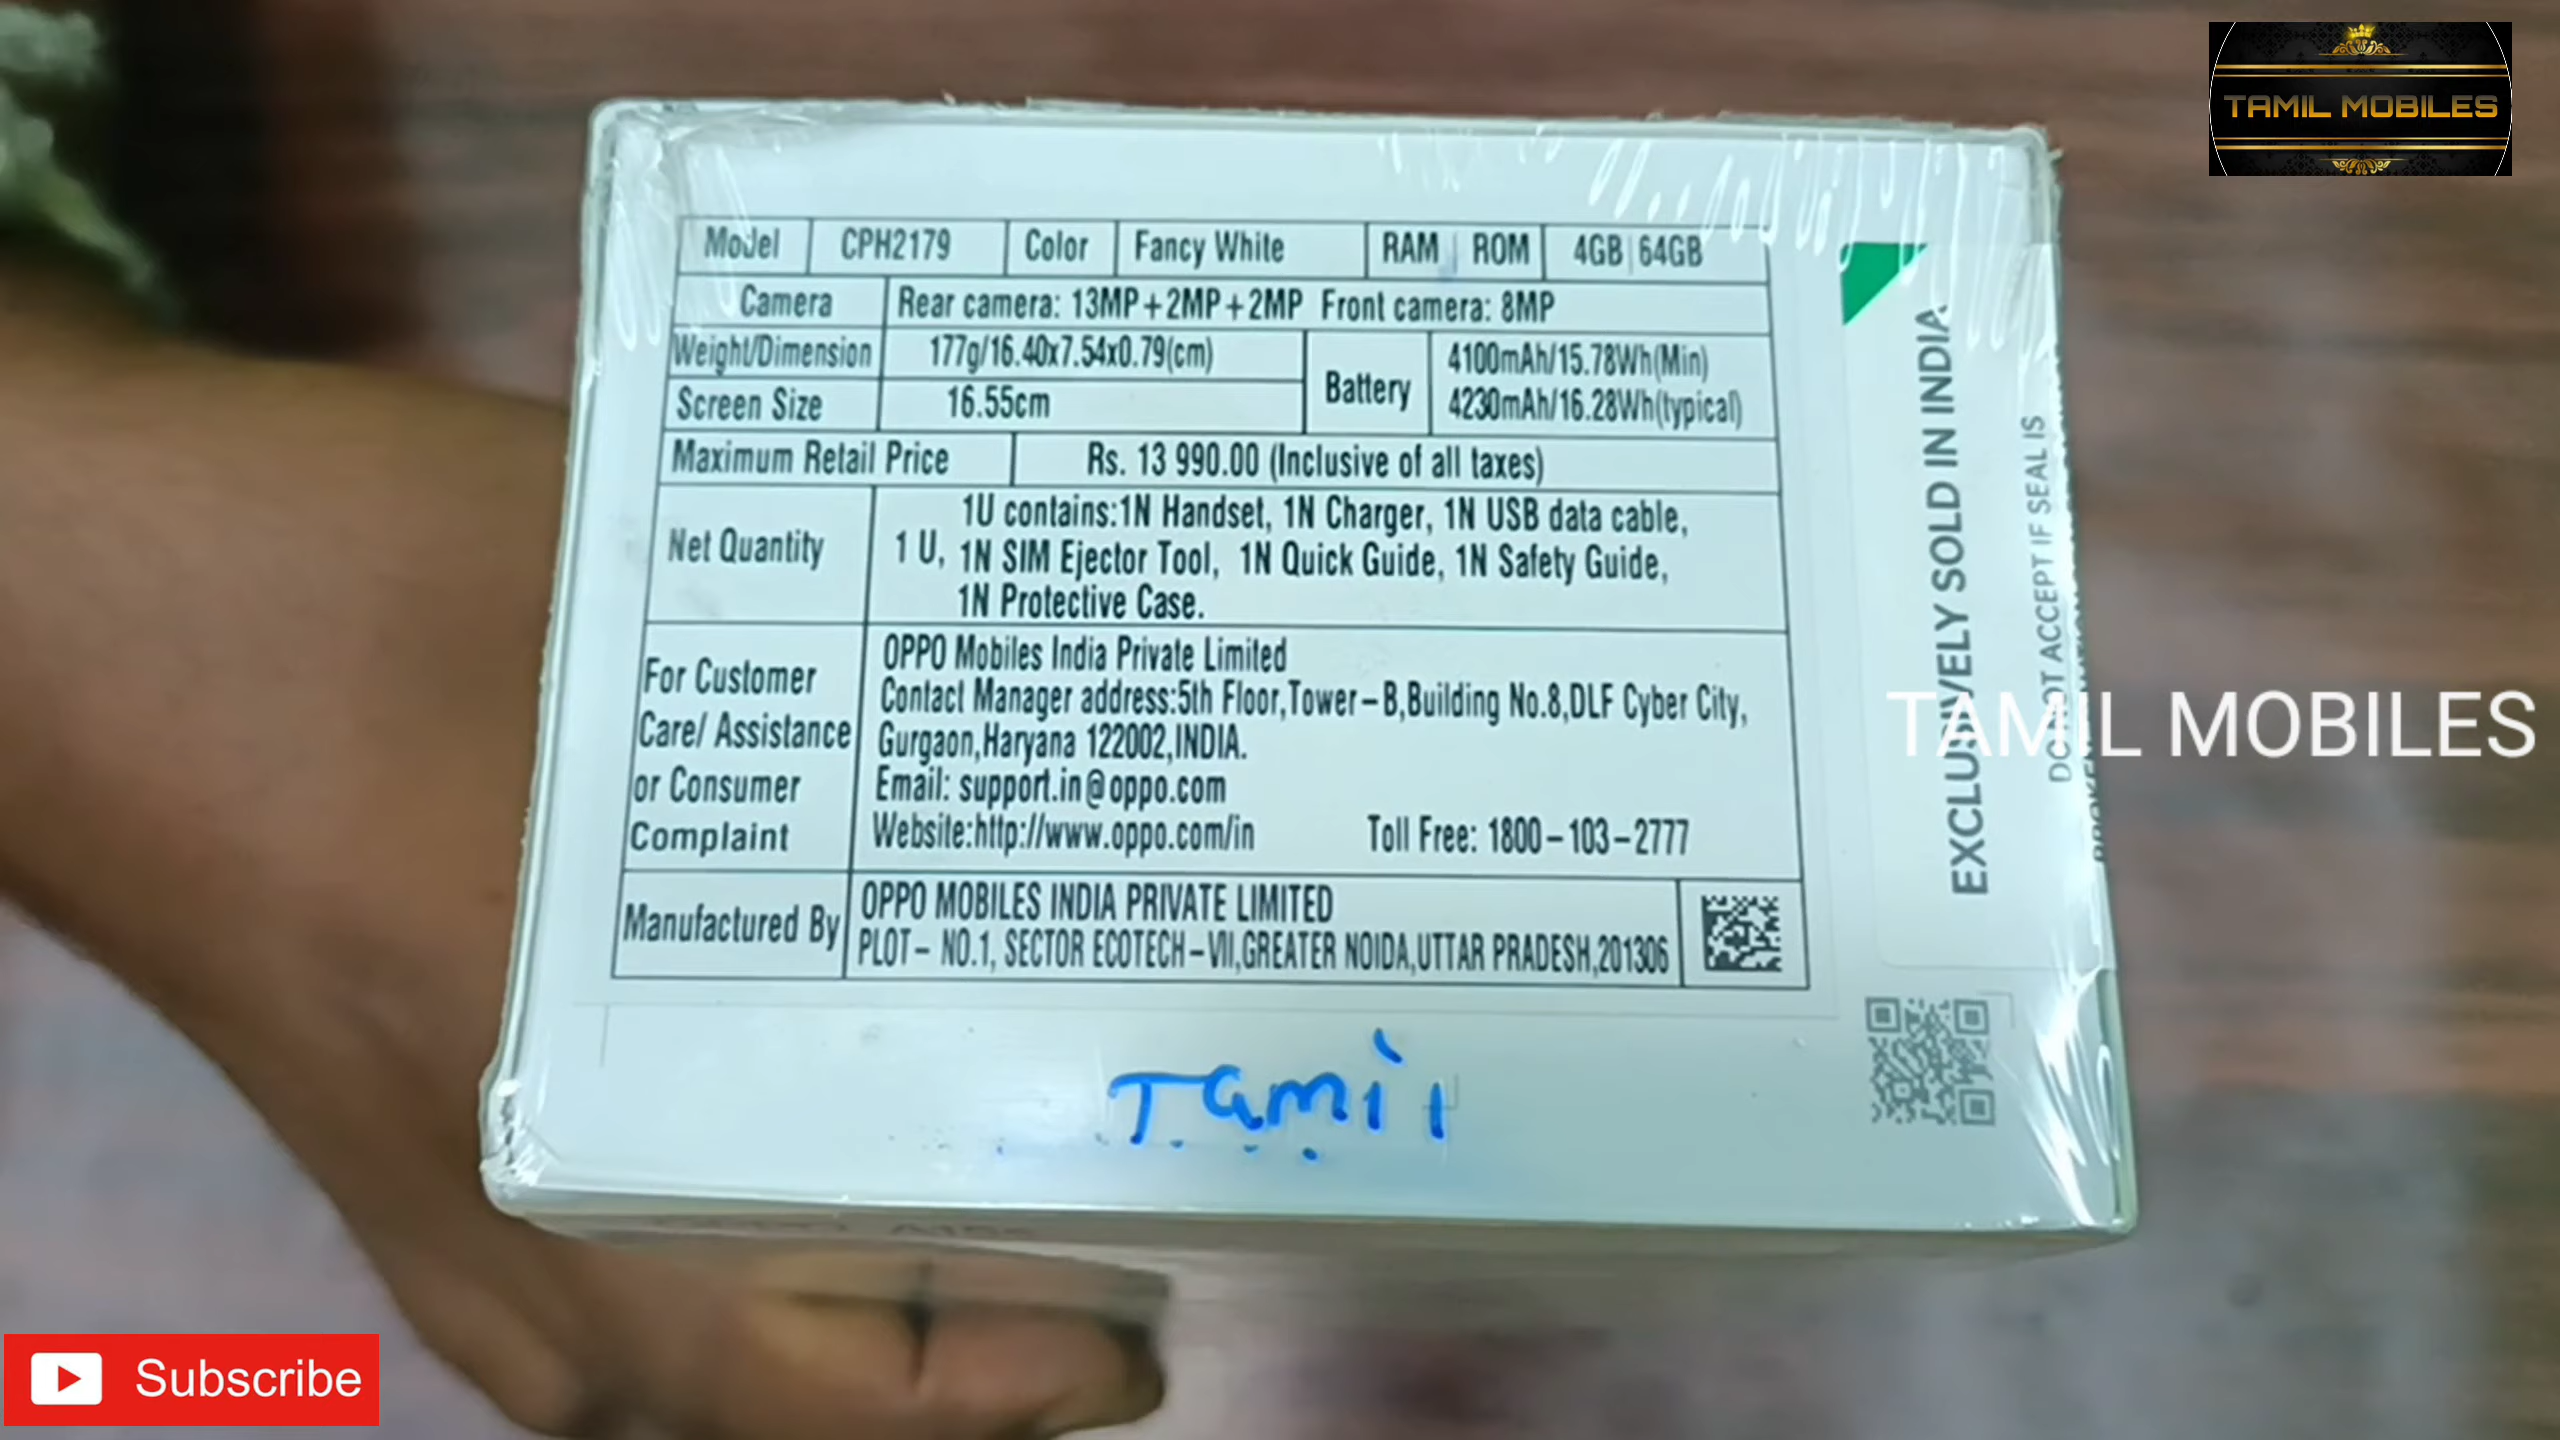 TAMIL MOBILES
Model CPH2179 Color Fancy White RAM ROM 4GB 64GB
Camera Rear camera: 13MP+2MP+2MP Front camera: 8MP
Weight/Dimension 177g/16.40x7.54x0.79(cm)
Screen Size 16.55cm
Battery 4100mAh/15.78Wh(Min)
4230mAh/16.28Wh(typical)
Maximum Retail Price Rs. 13 990.00 (Inclusive of all taxes)
Net Quantity 1 U, 1U contains:1N Handset, 1N Charger, 1N USB data cable,
1N SIM Ejector Tool, 1N Quick Guide, 1N Safety Guide,
1N Protective Case.
For Customer
Care/ Assistance
or Consumer
Complaint
OPPO Mobiles India Private Limited
Contact Manager address:5th Floor,Tower-B,Building No.8,DLF Cyber City,
Gurgaon,Haryana 122002,INDIA.
Email: support.in@oppo.com
Website:http://www.oppo.com/in Toll Free: 1800-103-2777
Manufactured By OPPO MOBILES INDIA PRIVATE LIMITED
PLOT- NO.1, SECTOR ECOTECH-VII,GREATER NOIDA,UTTAR PRADESH,201306
EXCLUSIVELY SOLD IN INDIA
DO NOT ACCEPT IF SEAL IS
TAMIL MOBILES
Tamil
Subscribe